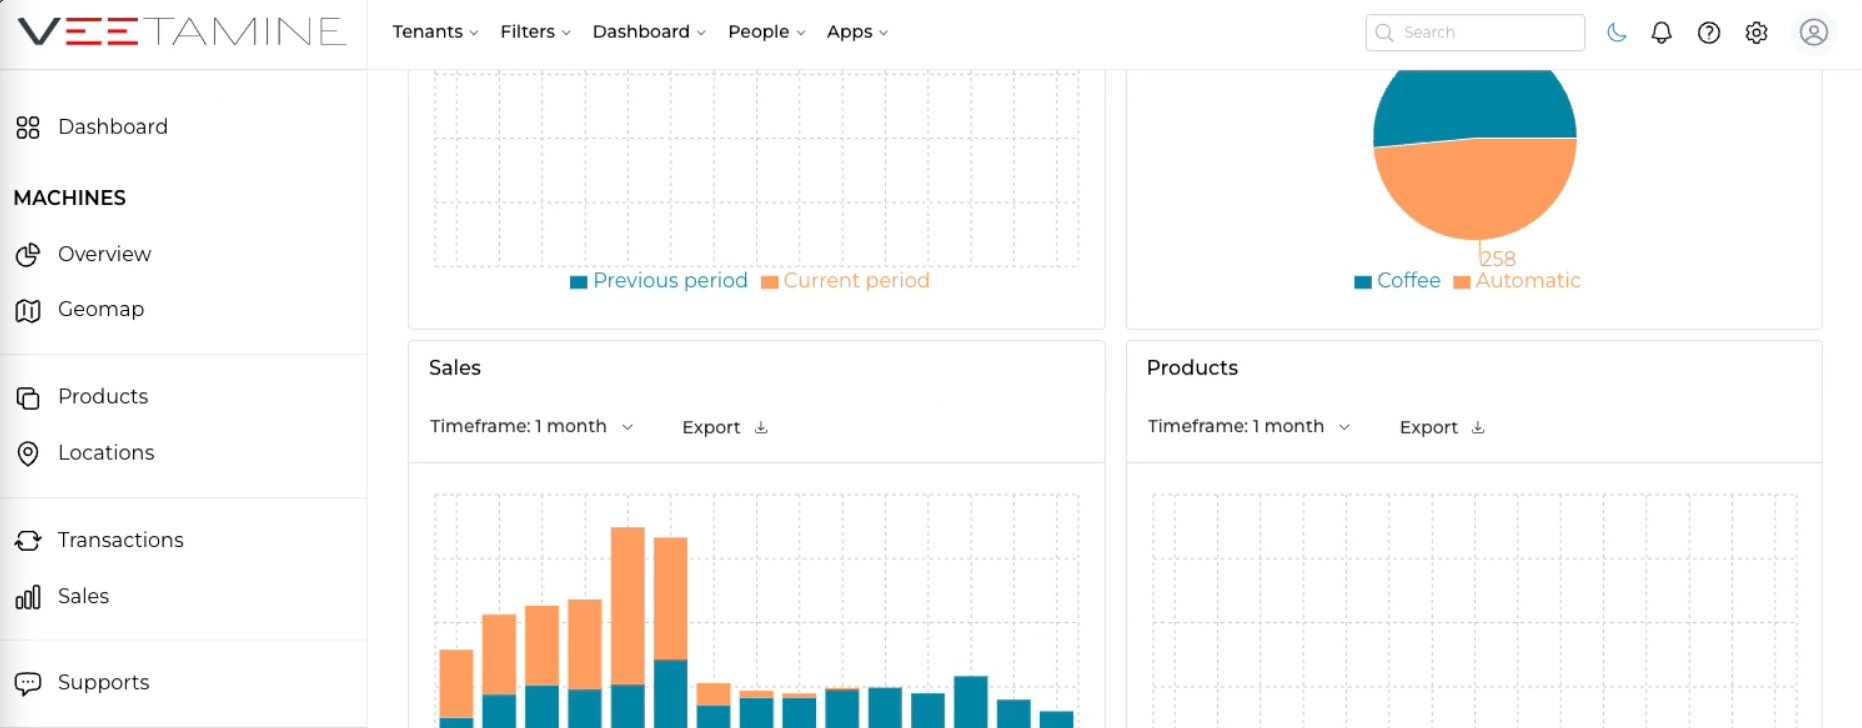 VEETAMINE
Tenants
Filters
Dashboard
People
Apps
Search
Dashboard
MACHINES
Overview
Geomap
Products
Locations
Transactions
Sales
Supports
Previous period
Current period
258
Coffee
Automatic
Sales
Timeframe: 1 month
Export
Products
Timeframe: 1 month
Export